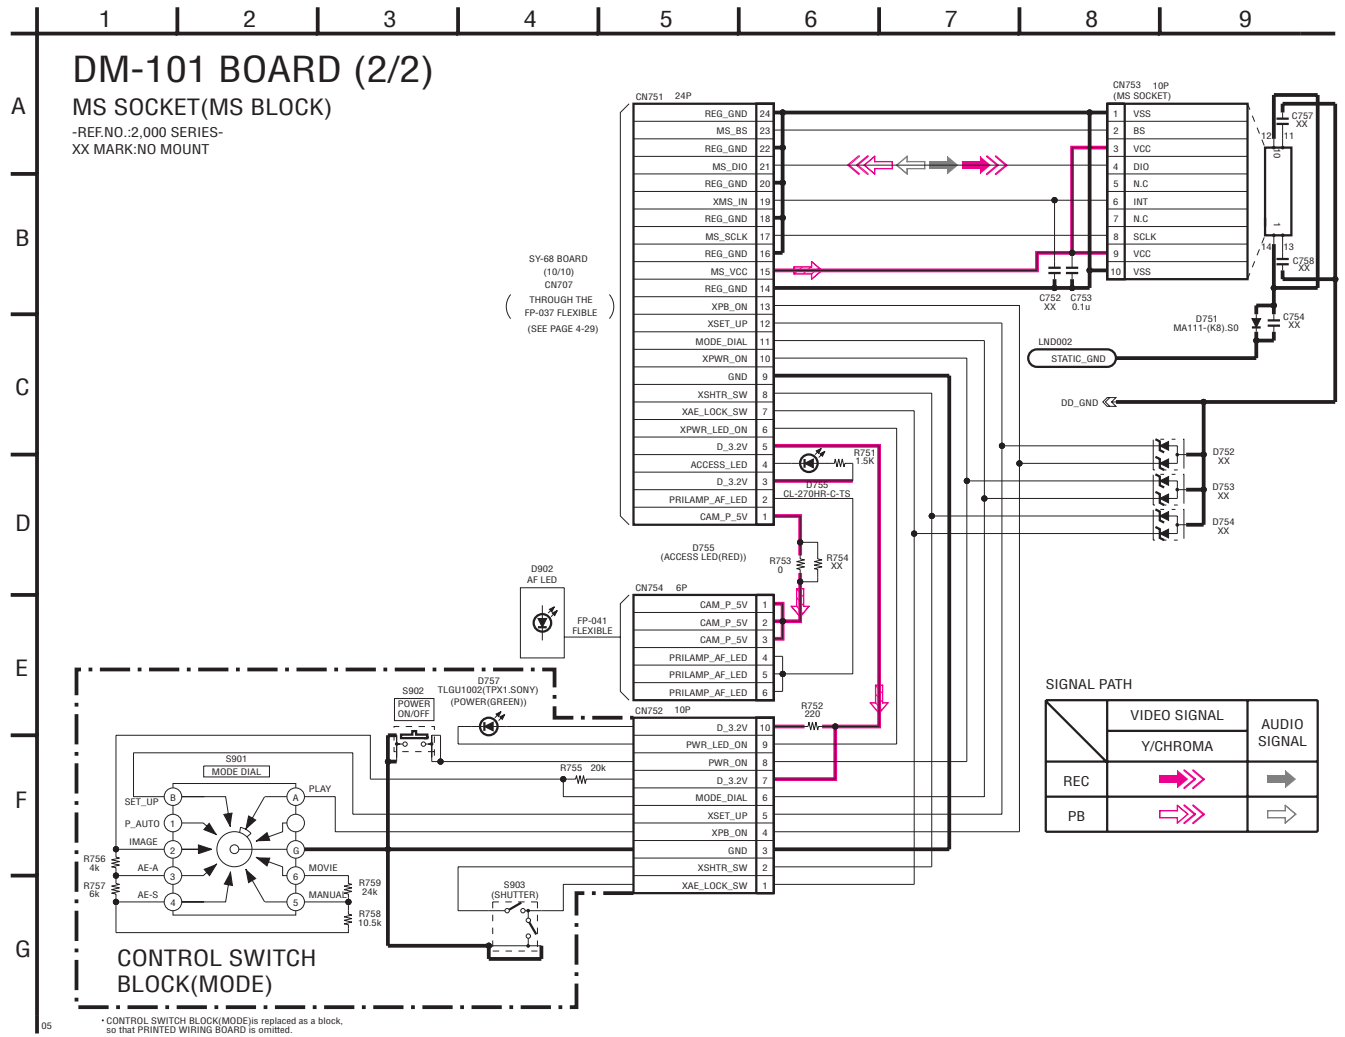 1 2 3 4 5 6 7 8 9
A
B
C
D
E
F
G
DM-101 BOARD (2/2)
MS SOCKET(MS BLOCK)
-REF.NO.:2,000 SERIES-
XX MARK:NO MOUNT
CN751 24P
REG_GND 24
MS_BS 23
REG_GND 22
MS_DIO 21
REG_GND 20
XMS_IN 19
REG_GND 18
MS_SCLK 17
REG_GND 16
MS_VCC 15
REG_GND 14
XPB_ON 13
XSET_UP 12
MODE_DIAL 11
XPWR_ON 10
GND 9
XSHTR_SW 8
XAE_LOCK_SW 7
XPWR_LED_ON 6
D_3.2V 5
ACCESS_LED 4
D_3.2V 3
PRILAMP_AF_LED 2
CAM_P_5V 1
SY-68 BOARD
(10/10)
CN707
THROUGH THE
FP-037 FLEXIBLE
(SEE PAGE 4-29)
CN753 10P
(MS SOCKET)
1 VSS
2 BS
3 VCC
4 DIO
5 N.C
6 INT
7 N.C
8 SCLK
9 VCC
10 VSS
C757
XX
12 11
10
1
14 13
C758
XX
C752
XX
C753
0.1u
D751
MA111-(K8).S0
C754
XX
LND002
STATIC_GND
DD_GND
D752
XX
D753
XX
D754
XX
R751
1.5K
D755
CL-270HR-C-TS
D755
(ACCESS LED(RED))
R753
0
R754
XX
D902
AF LED
FP-041
FLEXIBLE
CN754 6P
CAM_P_5V 1
CAM_P_5V 2
CAM_P_5V 3
PRILAMP_AF_LED 4
PRILAMP_AF_LED 5
PRILAMP_AF_LED 6
CN752 10P
D_3.2V 10
PWR_LED_ON 9
PWR_ON 8
D_3.2V 7
MODE_DIAL 6
XSET_UP 5
XPB_ON 4
GND 3
XSHTR_SW 2
XAE_LOCK_SW 1
R752
220
D757
TLGU1002(TPX1.SONY)
(POWER(GREEN))
S902
POWER
ON/OFF
R755 20k
S901
MODE DIAL
B
SET_UP
A
PLAY
1
P_AUTO
2
IMAGE
G
3
AE-A
6
MOVIE
4
AE-S
5
MANUAL
R756
4k
R757
6k
R759
24k
R758
10.5k
S903
(SHUTTER)
CONTROL SWITCH
BLOCK(MODE)
SIGNAL PATH
VIDEO SIGNAL
AUDIO
SIGNAL
Y/CHROMA
REC
PB
05
* CONTROL SWITCH BLOCK(MODE)is replaced as a block,
so that PRINTED WIRING BOARD is omitted.